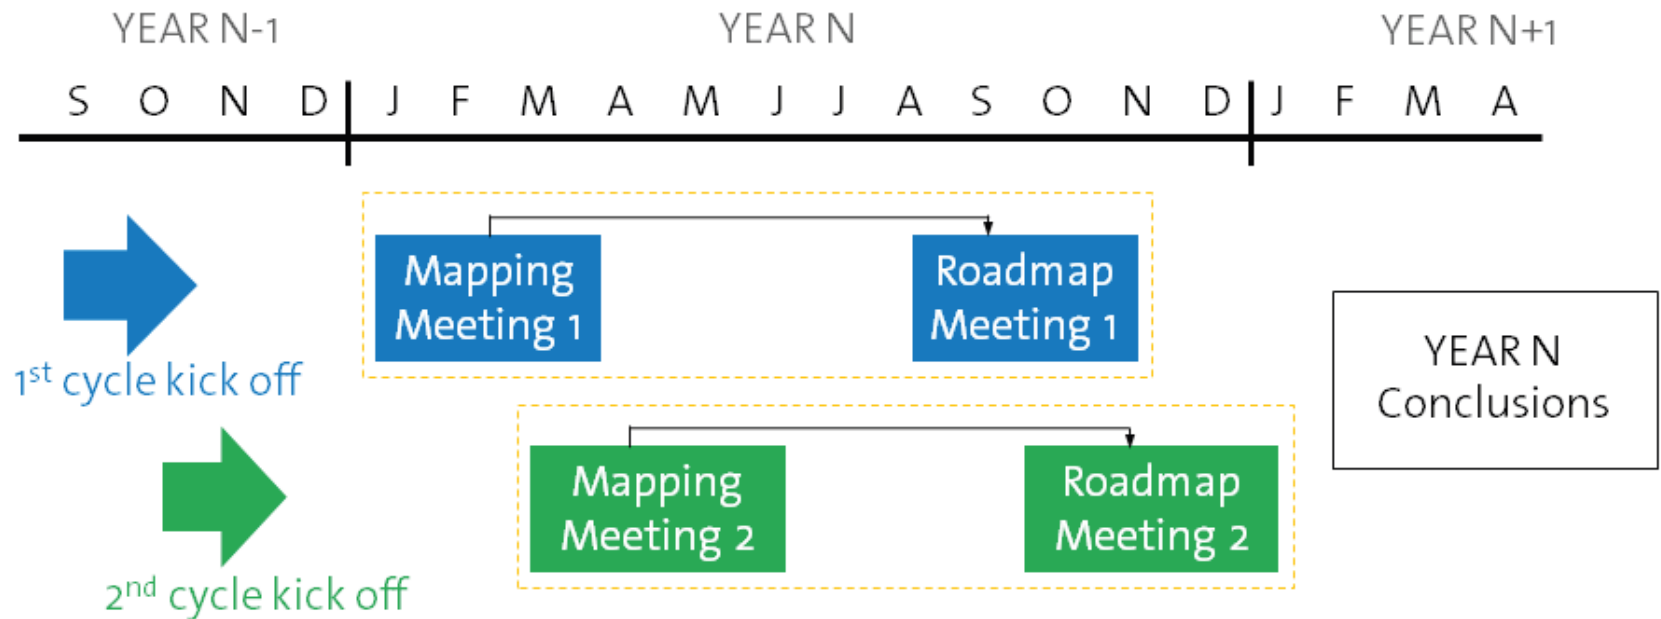 YEAR N-1 YEAR N YEAR N+1
S O N D J F M A M J J A S O N D J F M A
Mapping
Meeting 1
Roadmap
Meeting 1
1st cycle kick off
YEAR N
Conclusions
Mapping
Meeting 2
Roadmap
Meeting 2
2nd cycle kick off